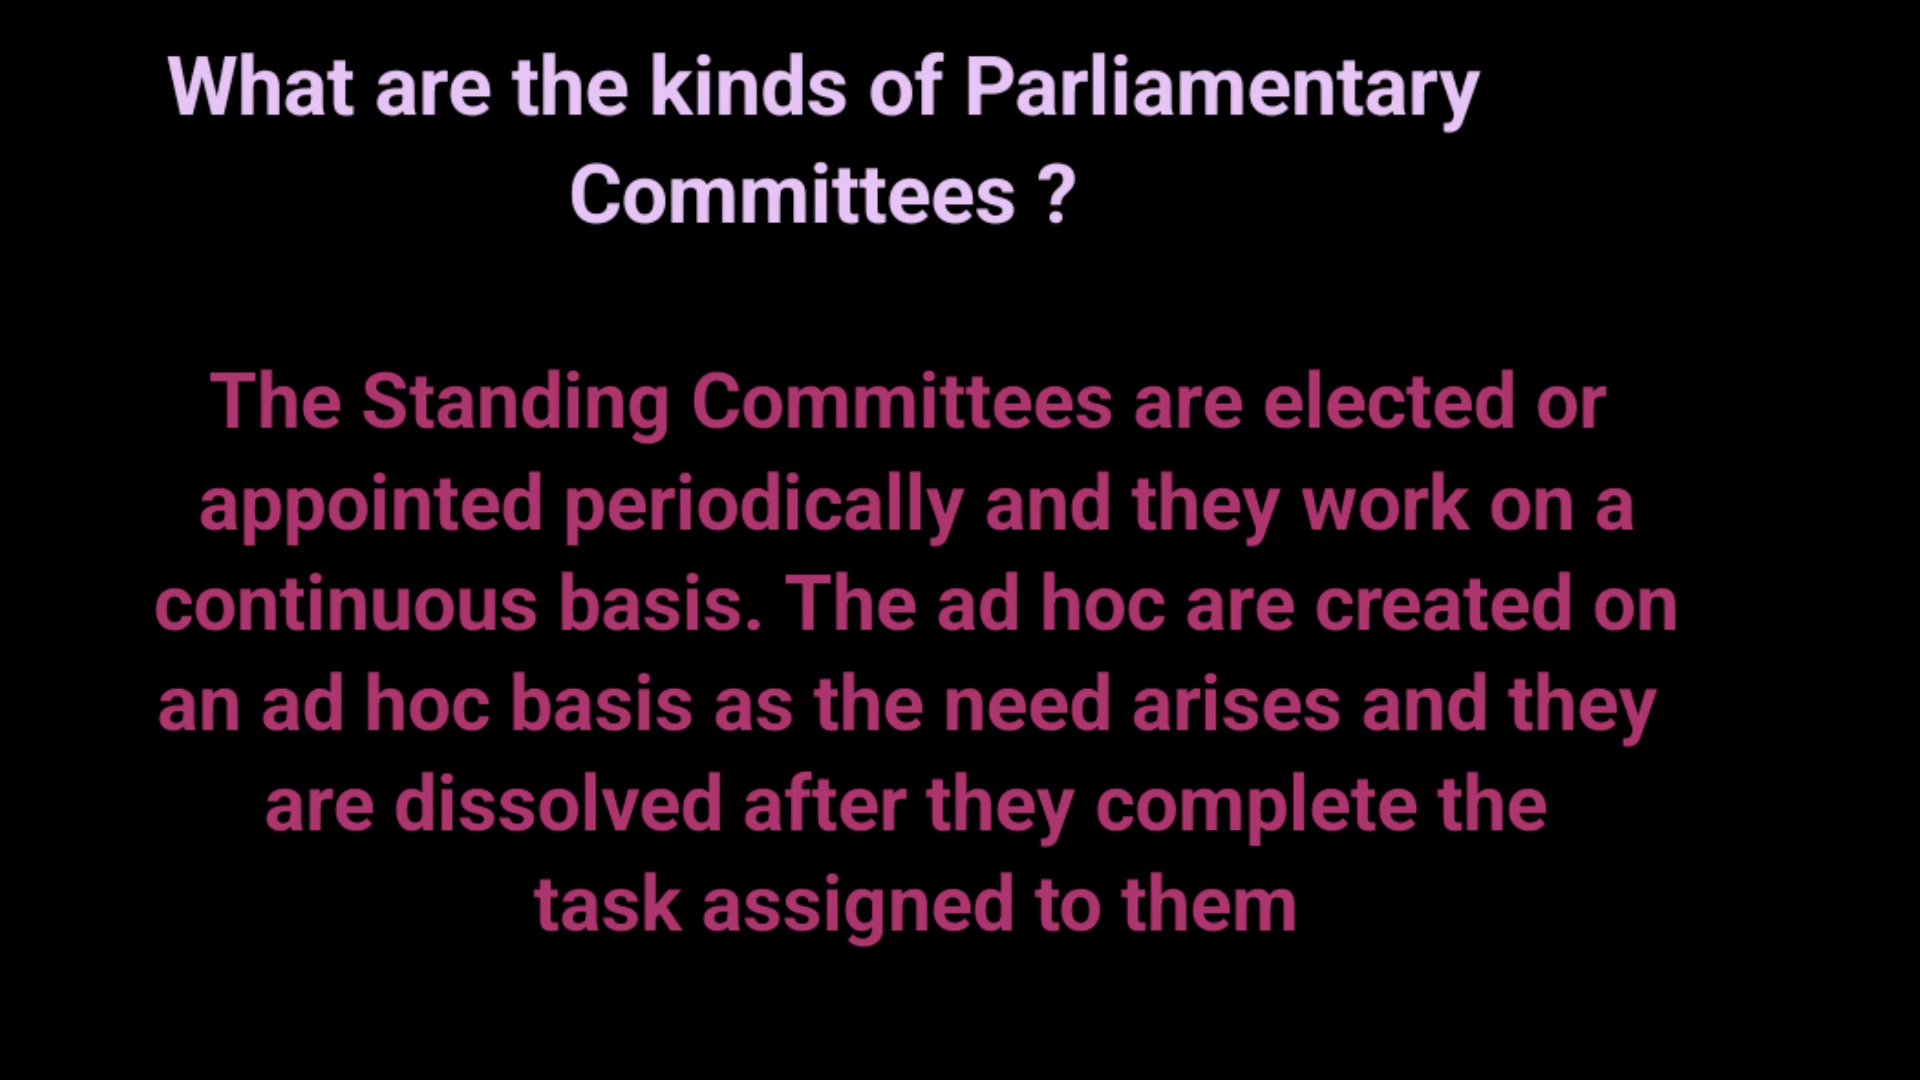 What are the kinds of Parliamentary
Committees ?
The Standing Committees are elected or
appointed periodically and they work on a
continuous basis. The ad hoc are created on
an ad hoc basis as the need arises and they
are dissolved after they complete the
task assigned to them